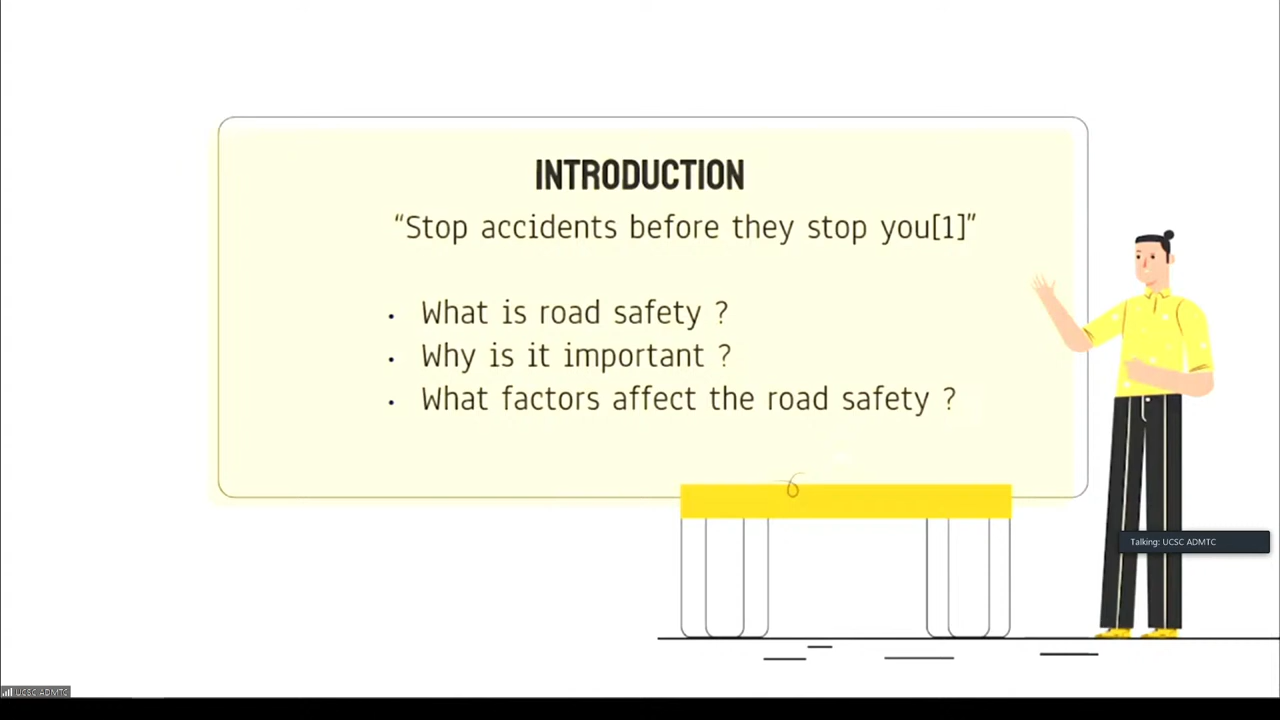 INTRODUCTION
“Stop accidents before they stop you[1]”
• What is road safety ?
• Why is it important ?
• What factors affect the road safety ?
Talking: UCSC ADMTC
UCSC ADMTC